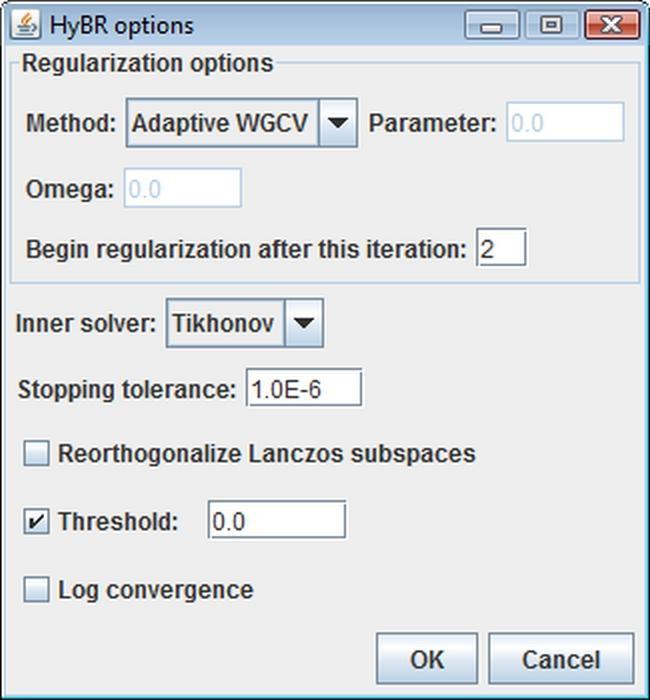 HyBR options
Regularization options
Method: Adaptive WGCV Parameter: 0.0
Omega: 0.0
Begin regularization after this iteration: 2
Inner solver: Tikhonov
Stopping tolerance: 1.0E-6
Reorthogonalize Lanczos subspaces
Threshold: 0.0
Log convergence
OK Cancel